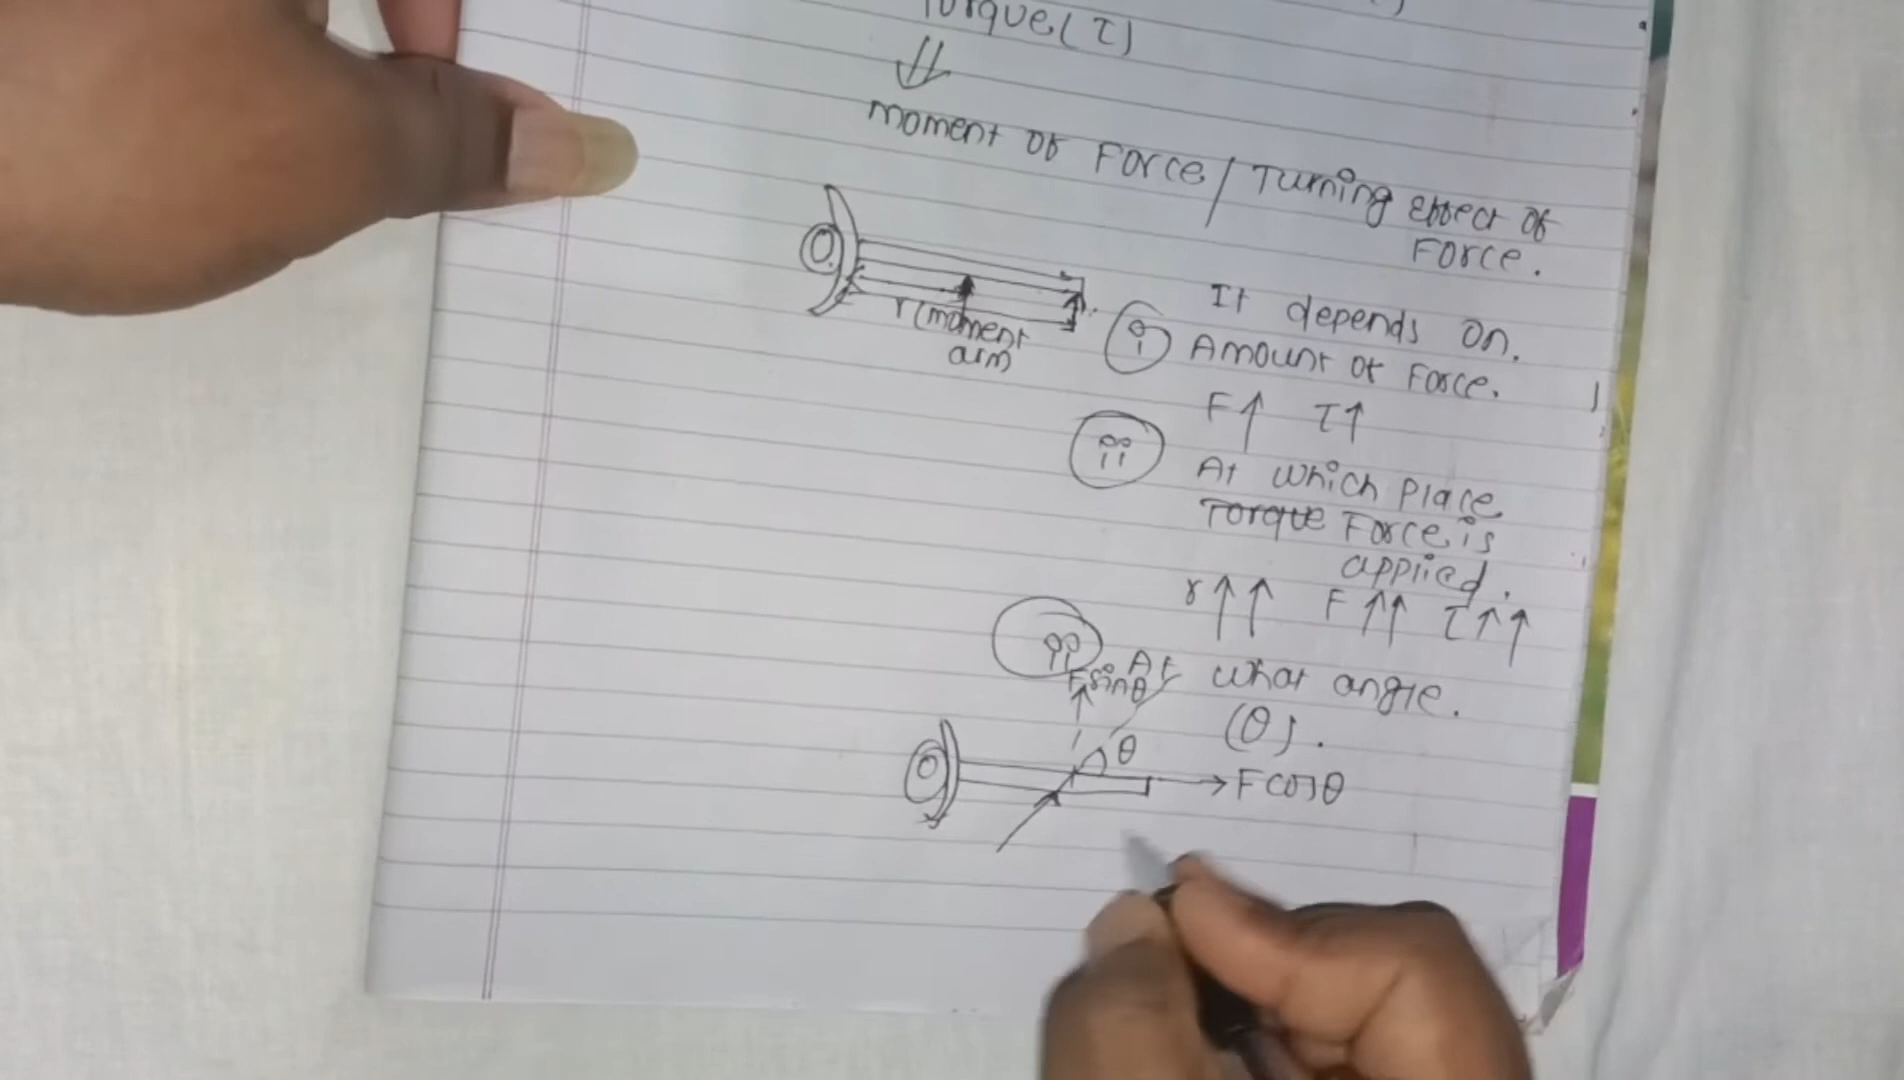 Torque (τ)
⇓
moment of Force / Turning effect of
Force.
O
r (moment
arm)
It depends on.
(i) Amount of Force.
F↑ τ↑
(ii) At which place
Torque Force is
applied.
r↑↑ F↑↑ τ↑↑
(iii) At what angle.
(θ).
Fsinθ
θ
O
Fcosθ